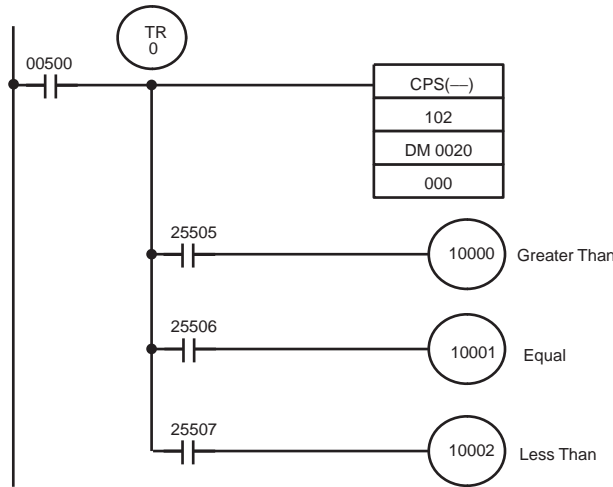 TR
0
00500
CPS(––)
102
DM 0020
000
25505
10000 Greater Than
25506
10001 Equal
25507
10002 Less Than